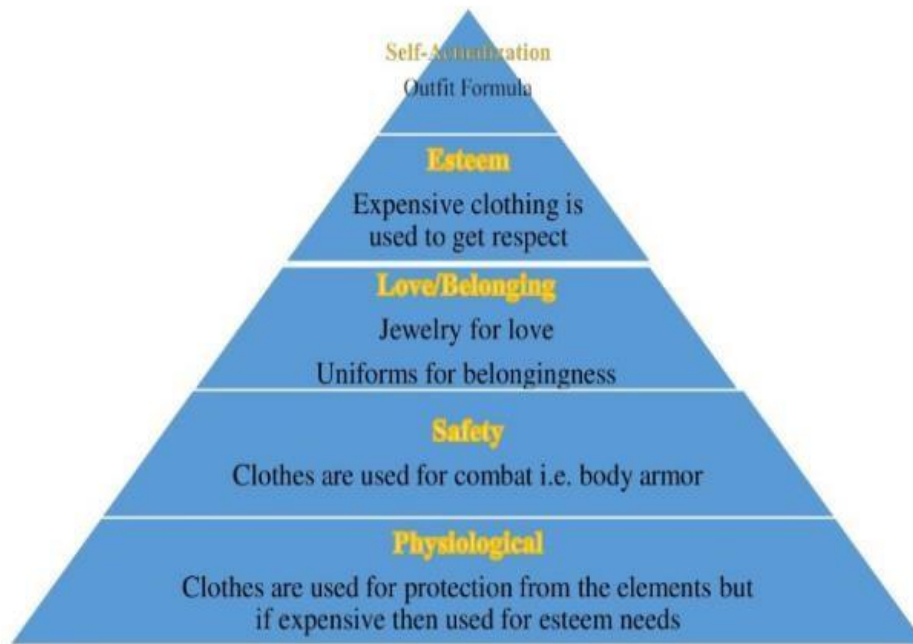 Self-Actualization
Outfit Formula
Esteem
Expensive clothing is
used to get respect
Love/Belonging
Jewelry for love
Uniforms for belongingness
Safety
Clothes are used for combat i.e. body armor
Physiological
Clothes are used for protection from the elements but
if expensive then used for esteem needs